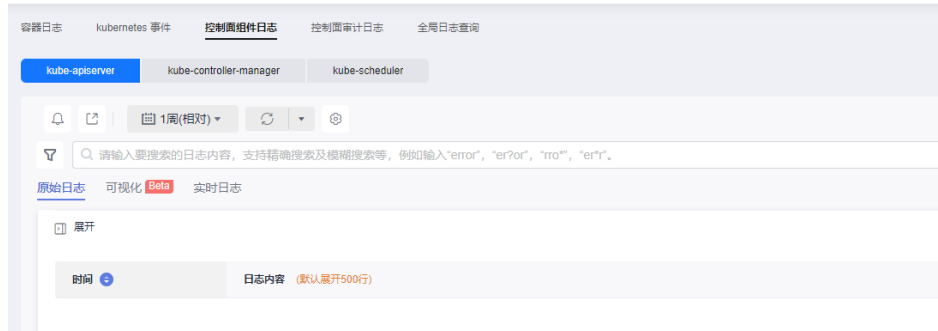 容器日志 kubernetes 事件 控制面组件日志 控制面审计日志 全局日志查询
kube-apiserver kube-controller-manager kube-scheduler
1周(相对)
请输入要搜索的日志内容，支持精确搜索及模糊搜索等，例如输入"error"，"er?or"，"rro*"，"er*r"。
原始日志 可视化 Beta 实时日志
展开
时间 日志内容 (默认展开500行)